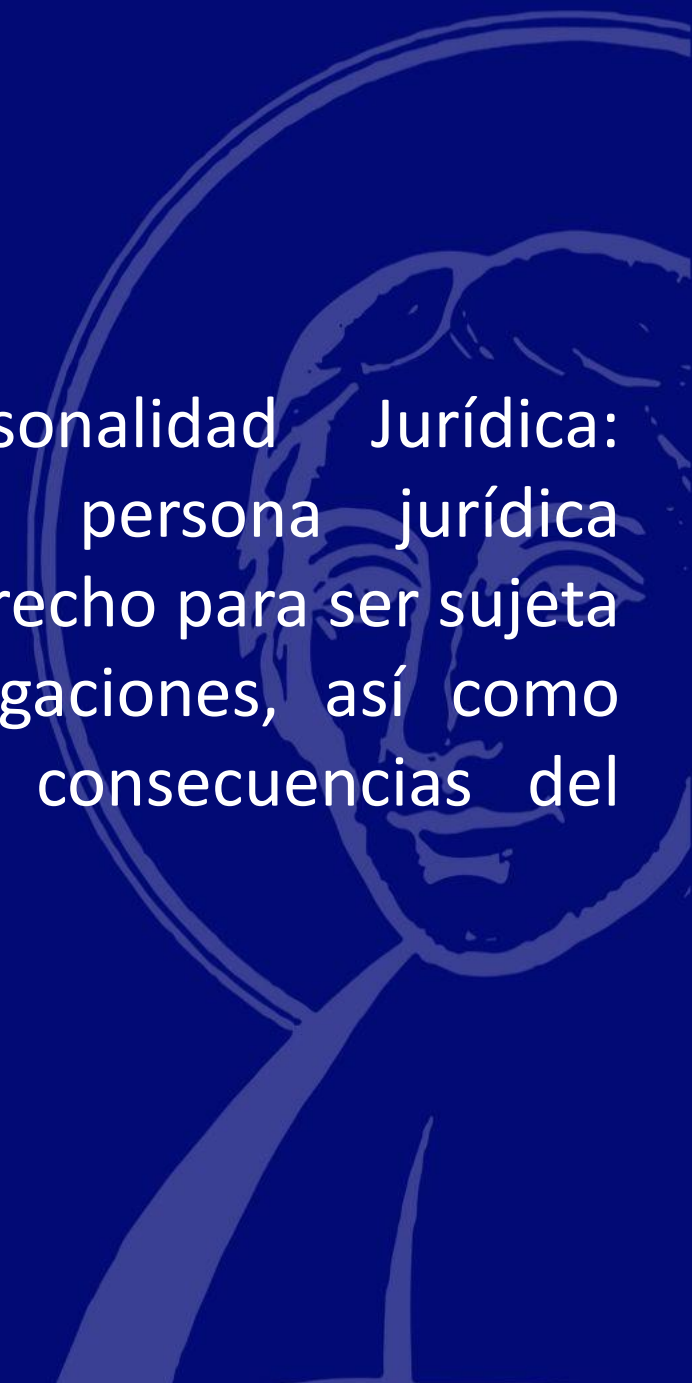 sonalidad Jurídica:
persona jurídica
recho para ser sujeta
gaciones, así como
consecuencias del